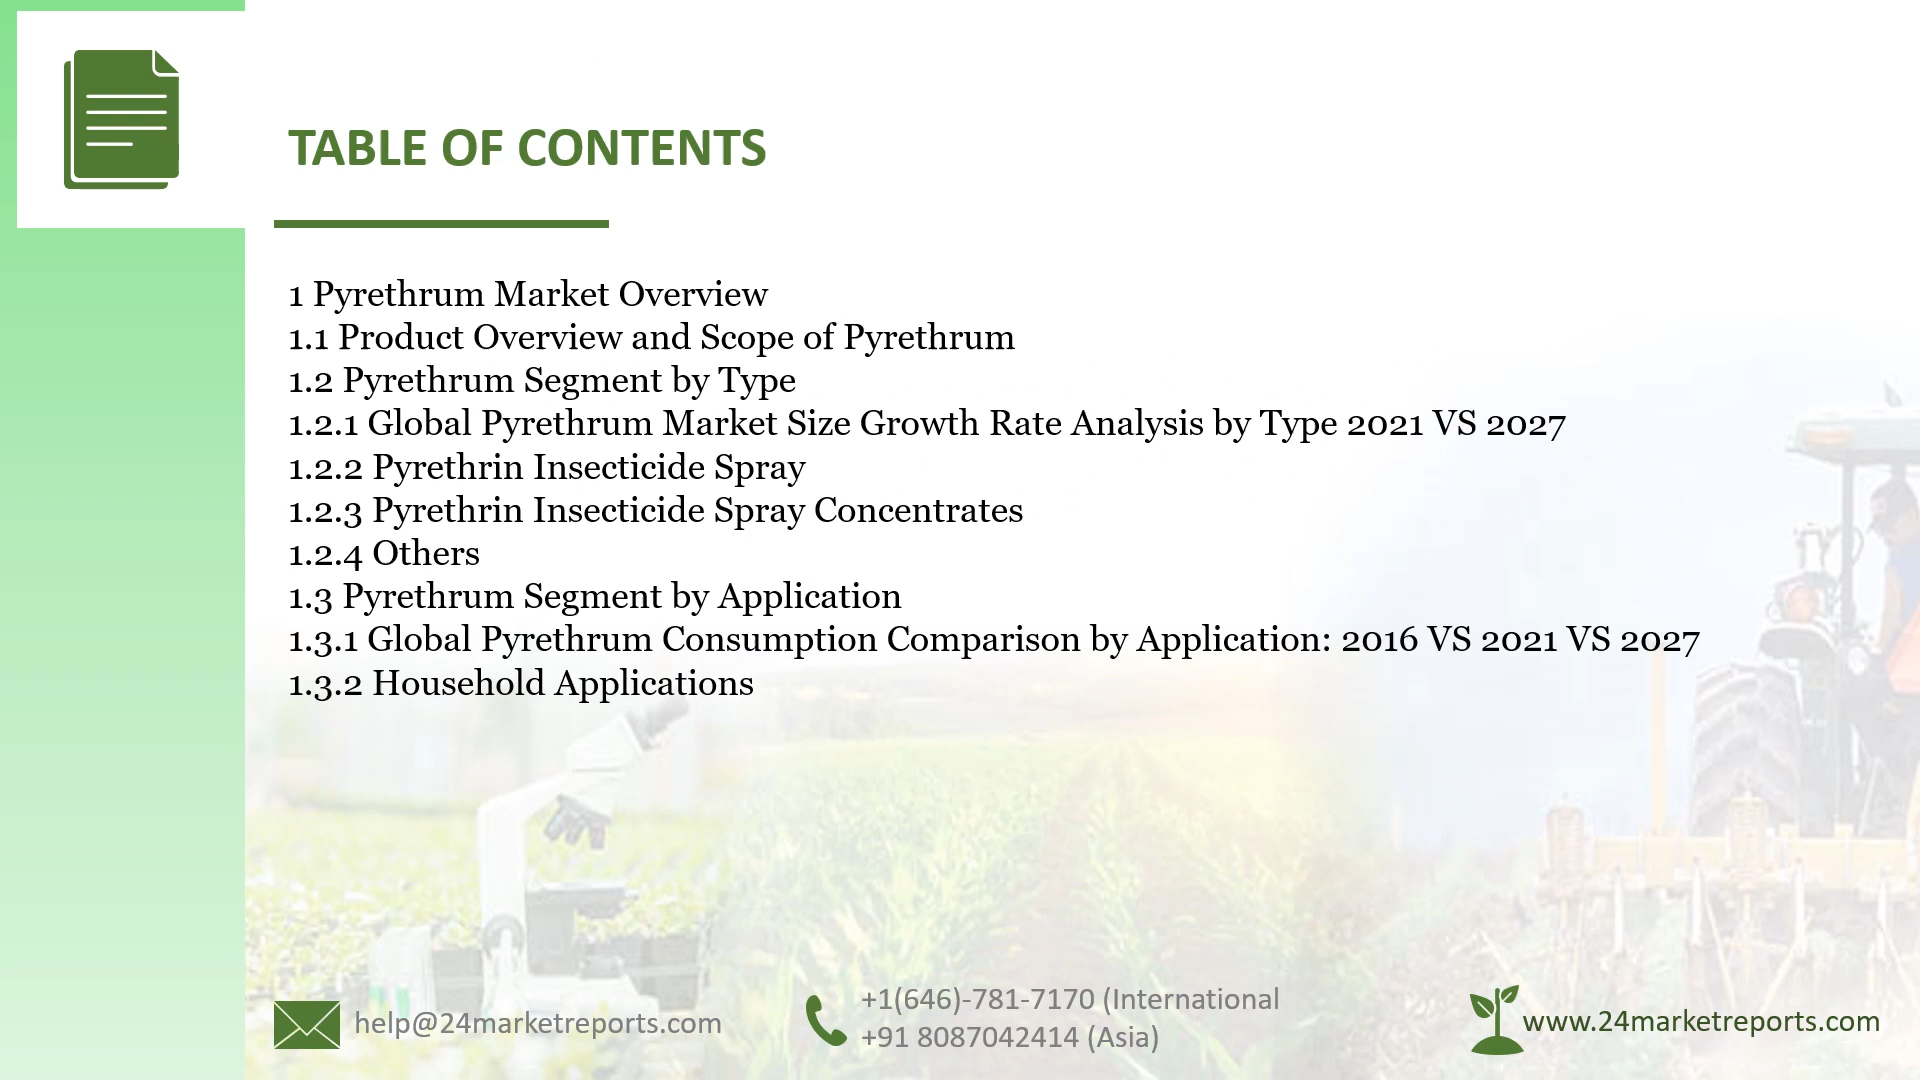 TABLE OF CONTENTS
1 Pyrethrum Market Overview
1.1 Product Overview and Scope of Pyrethrum
1.2 Pyrethrum Segment by Type
1.2.1 Global Pyrethrum Market Size Growth Rate Analysis by Type 2021 VS 2027
1.2.2 Pyrethrin Insecticide Spray
1.2.3 Pyrethrin Insecticide Spray Concentrates
1.2.4 Others
1.3 Pyrethrum Segment by Application
1.3.1 Global Pyrethrum Consumption Comparison by Application: 2016 VS 2021 VS 2027
1.3.2 Household Applications
help@24marketreports.com
+1(646)-781-7170 (International
+91 8087042414 (Asia)
www.24marketreports.com